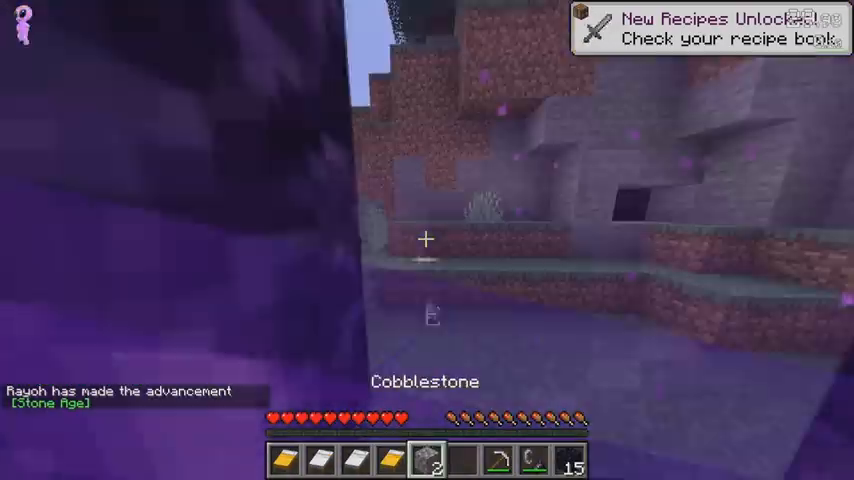 New Recipes Unlocked!
Check your recipe book
Rayoh has made the advancement
[Stone Age]
Cobblestone
2
15